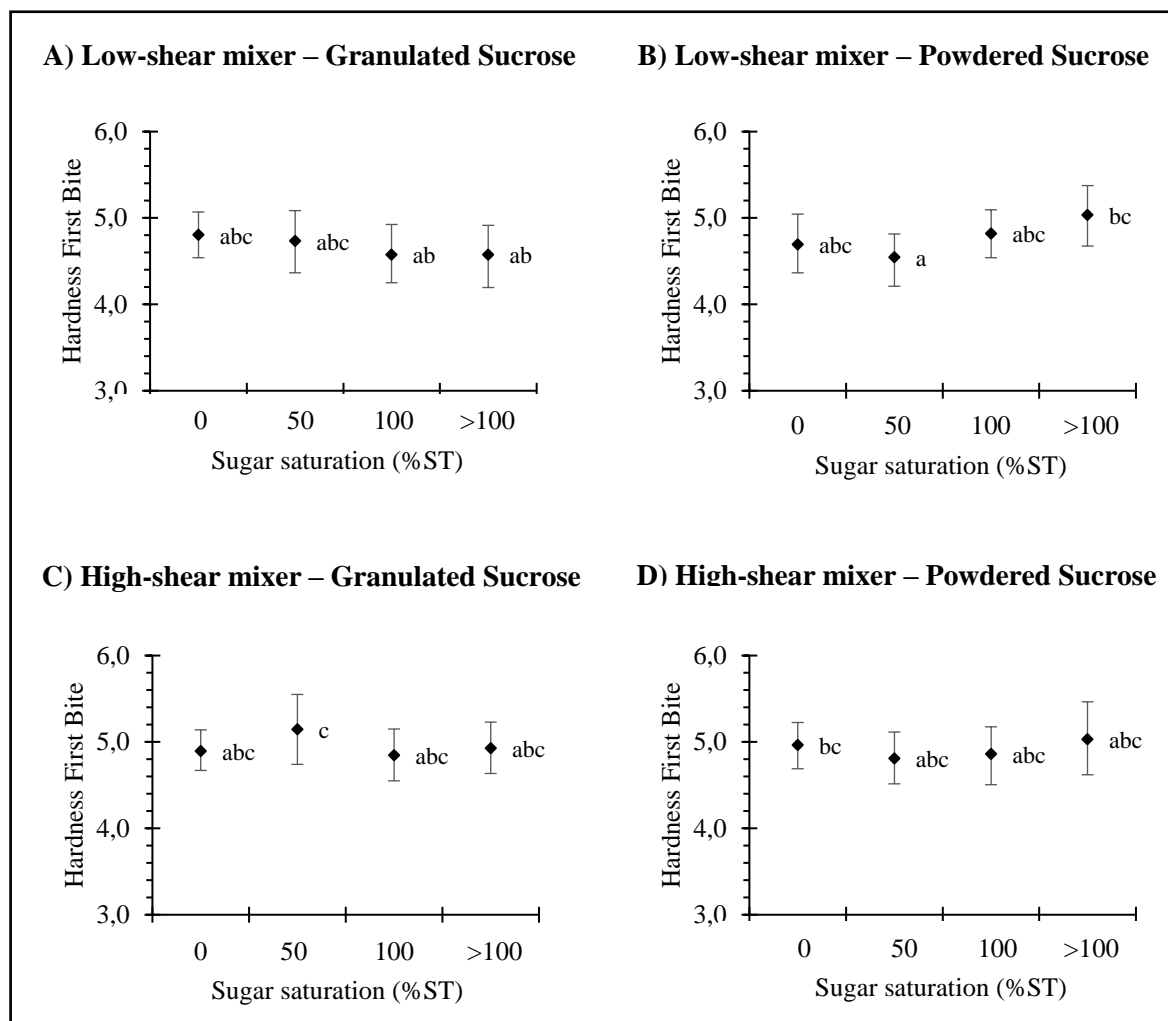 A) Low-shear mixer – Granulated Sucrose
6,0
5,0
4,0
3,0
Hardness First Bite
abc
abc
ab
ab
0 50 100 >100
Sugar saturation (%ST)
B) Low-shear mixer – Powdered Sucrose
6,0
5,0
4,0
3,0
Hardness First Bite
abc
a
abc
bc
0 50 100 >100
Sugar saturation (%ST)
C) High-shear mixer – Granulated Sucrose
6,0
5,0
4,0
3,0
Hardness First Bite
abc
c
abc
abc
0 50 100 >100
Sugar saturation (%ST)
D) High-shear mixer – Powdered Sucrose
6,0
5,0
4,0
3,0
Hardness First Bite
bc
abc
abc
abc
0 50 100 >100
Sugar saturation (%ST)